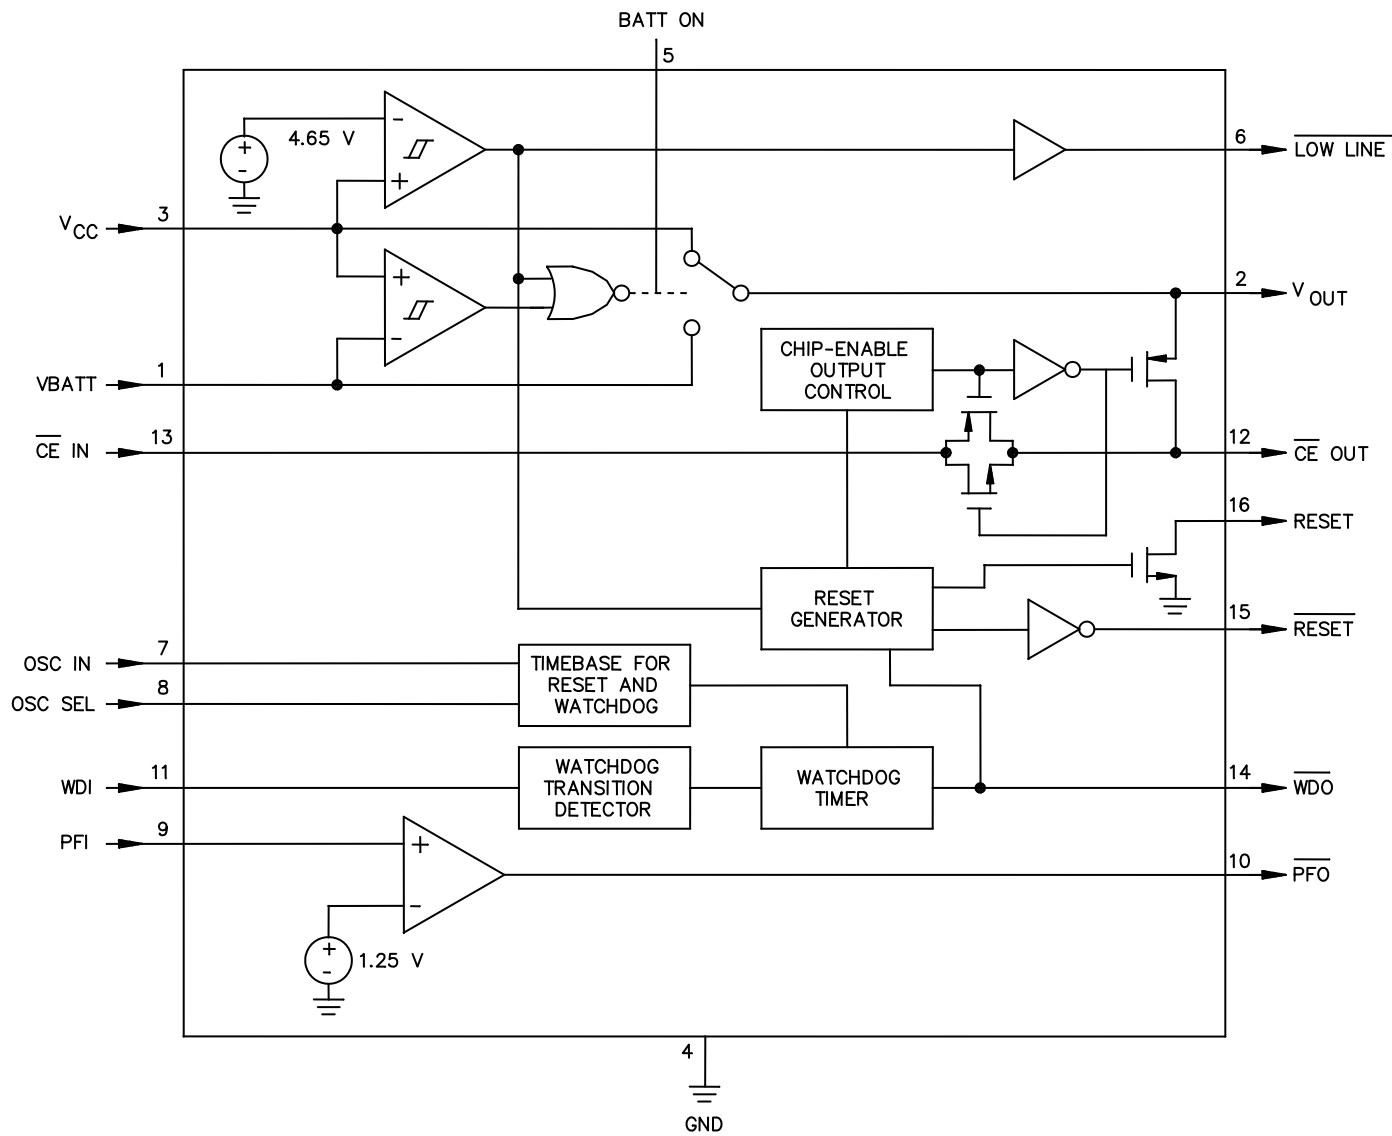 BATT ON
5
4.65 V
6
LOW LINE
VCC
3
2
VOUT
VBATT
1
CHIP-ENABLE
OUTPUT
CONTROL
CE IN
13
12
CE OUT
16
RESET
RESET
GENERATOR
15
RESET
OSC IN
7
OSC SEL
8
TIMEBASE FOR
RESET AND
WATCHDOG
WDI
11
WATCHDOG
TRANSITION
DETECTOR
WATCHDOG
TIMER
14
WDO
PFI
9
10
PFO
1.25 V
4
GND